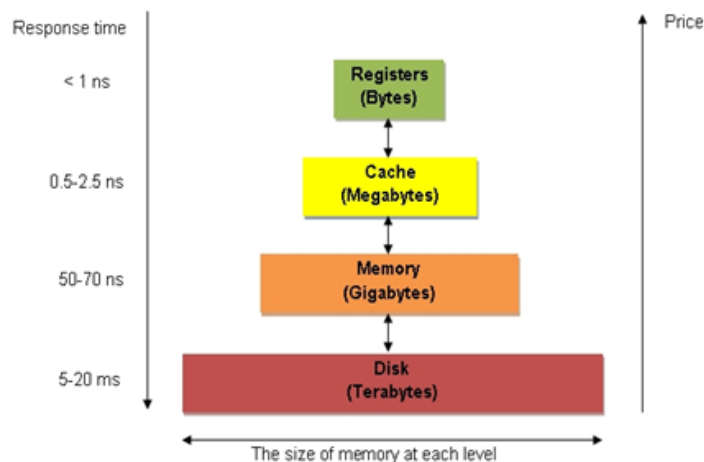 Response time
Price
< 1 ns
Registers
(Bytes)
0.5-2.5 ns
Cache
(Megabytes)
50-70 ns
Memory
(Gigabytes)
5-20 ms
Disk
(Terabytes)
The size of memory at each level